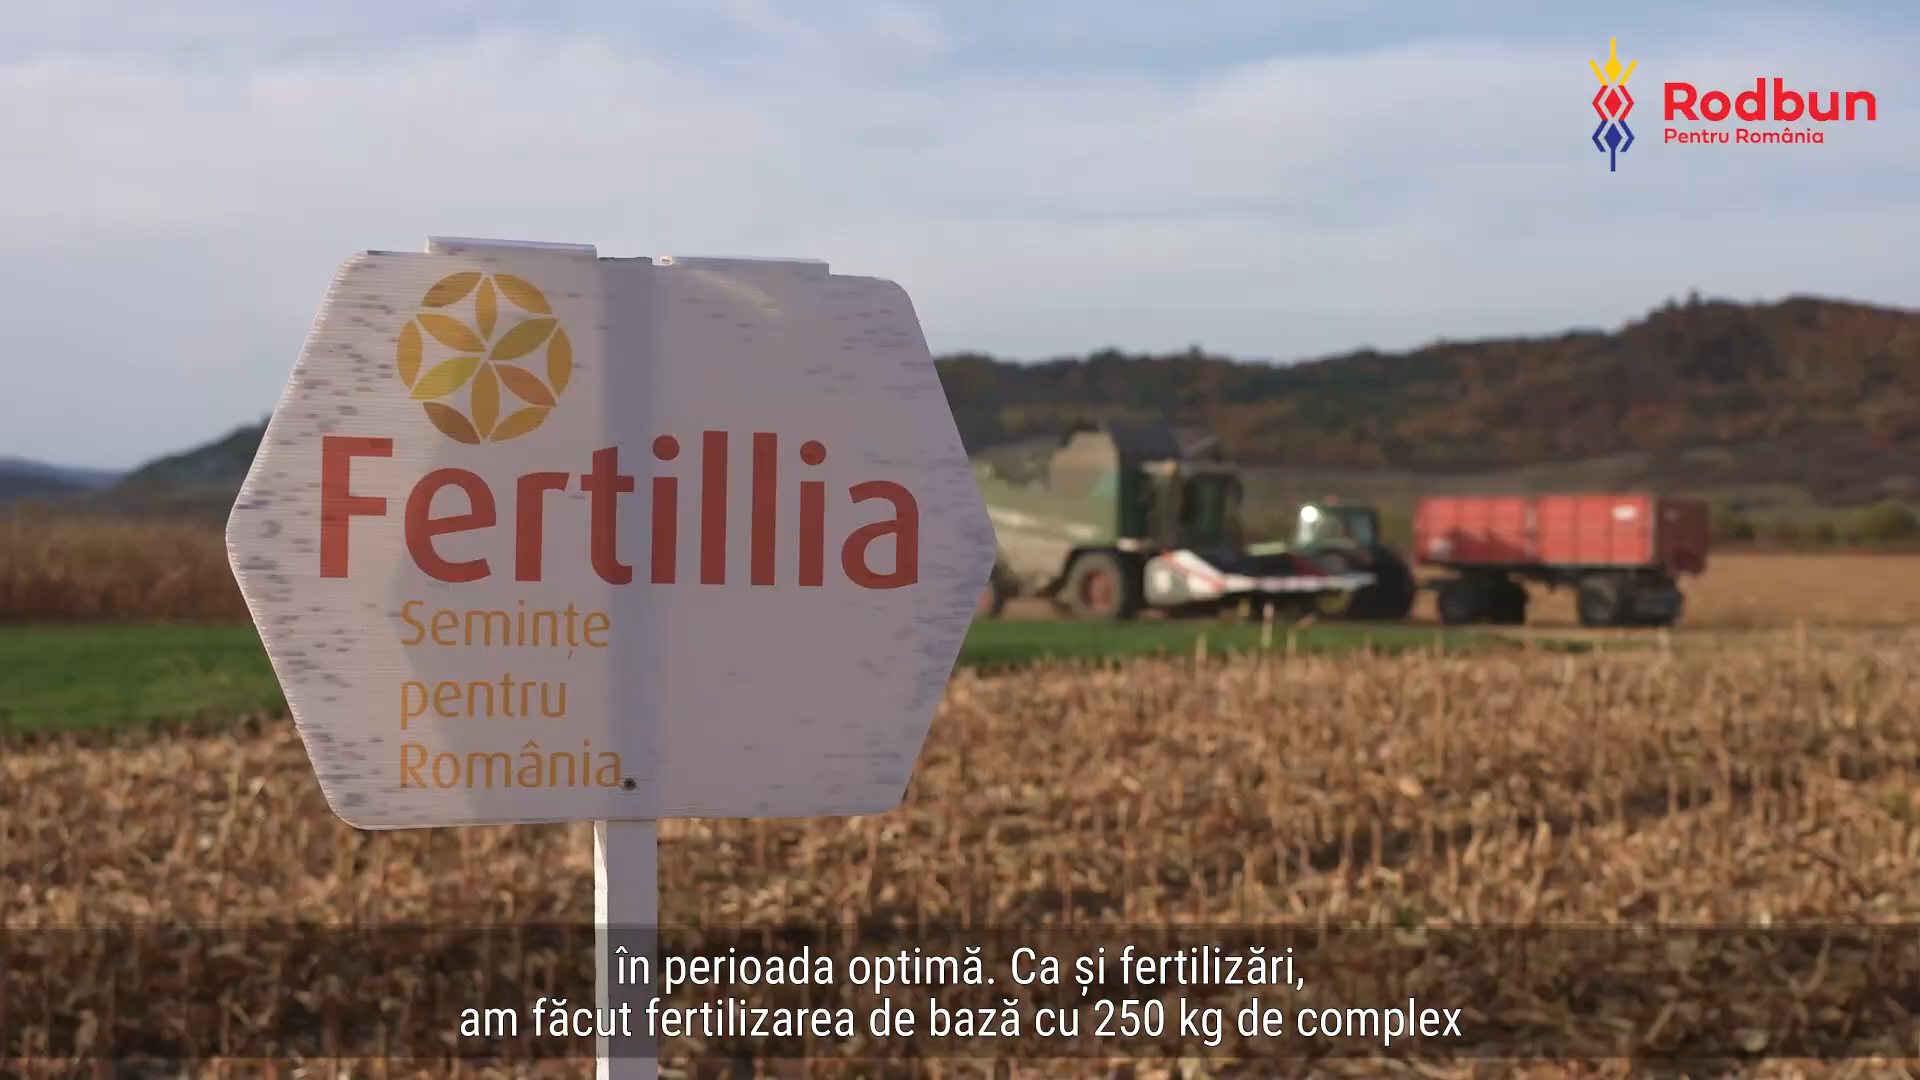 Rodbun
Pentru România
Fertillia
Semințe
pentru
România
în perioada optimă. Ca și fertilizări,
am făcut fertilizarea de bază cu 250 kg de complex